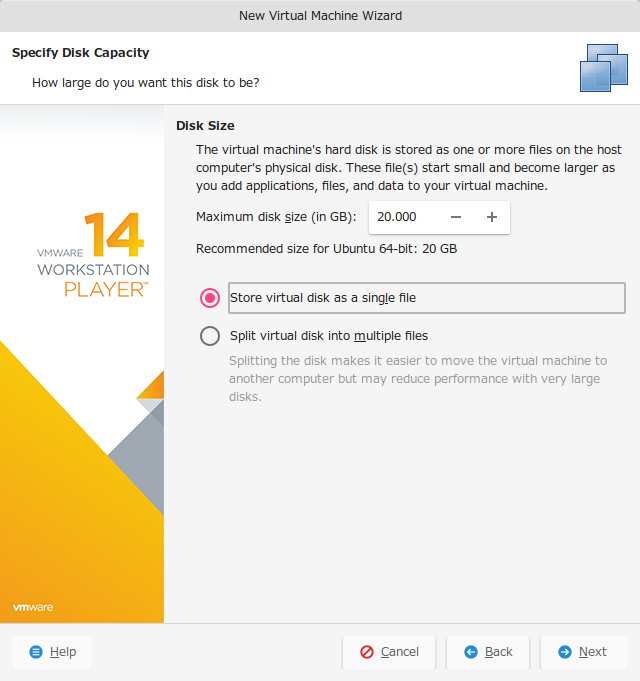 New Virtual Machine Wizard
Specify Disk Capacity
How large do you want this disk to be?
Disk Size
The virtual machine's hard disk is stored as one or more files on the host
computer's physical disk. These file(s) start small and become larger as
you add applications, files, and data to your virtual machine.
Maximum disk size (in GB): 20.000 − +
Recommended size for Ubuntu 64-bit: 20 GB
Store virtual disk as a single file
Split virtual disk into multiple files
Splitting the disk makes it easier to move the virtual machine to
another computer but may reduce performance with very large
disks.
VMWARE 14
WORKSTATION
PLAYER™
vmware
Help
Cancel
Back
Next